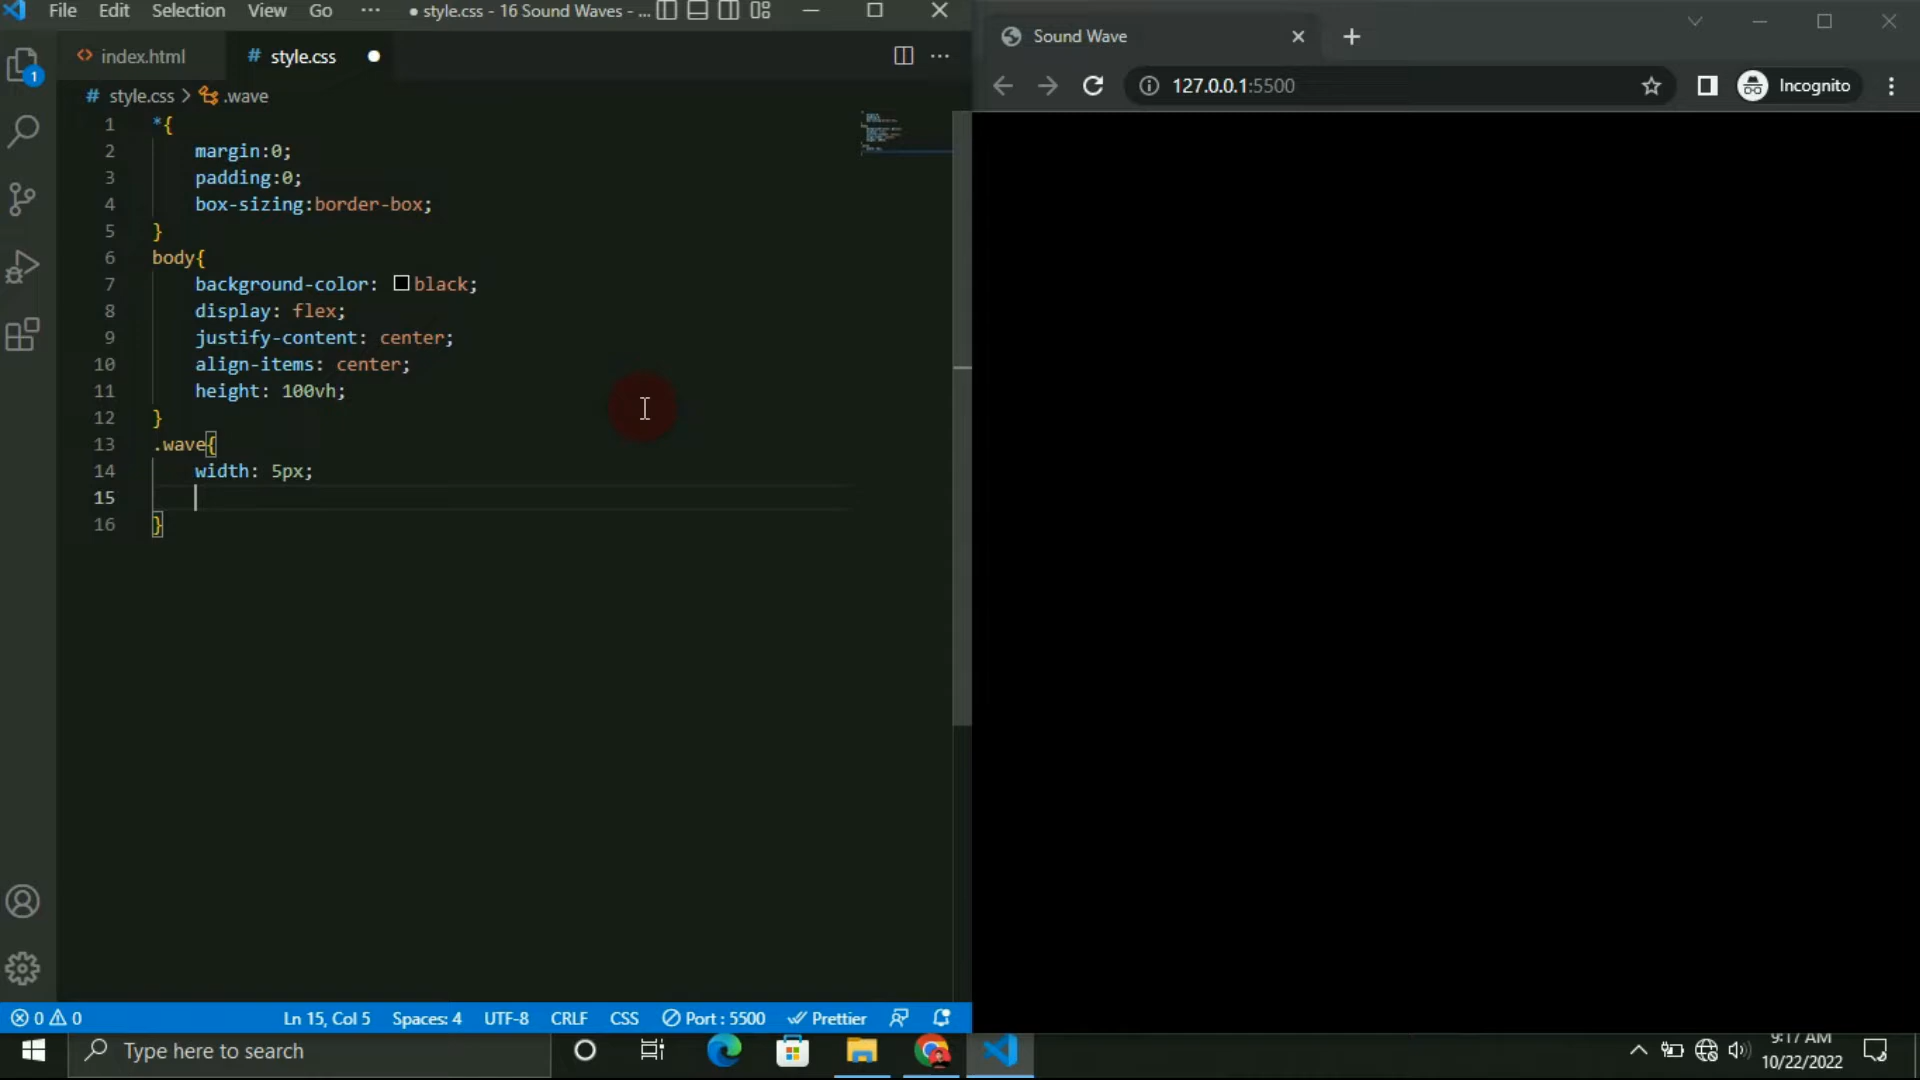 File Edit Selection View Go ··· ● style.css - 16 Sound Waves - ...
index.html
# style.css ●
# style.css > .wave
1 *{
2 margin:0;
3 padding:0;
4 box-sizing:border-box;
5 }
6 body{
7 background-color: black;
8 display: flex;
9 justify-content: center;
10 align-items: center;
11 height: 100vh;
12 }
13 .wave{
14 width: 5px;
15
16 }
1
0 0 Ln 15, Col 5 Spaces: 4 UTF-8 CRLF CSS Port : 5500 Prettier
Sound Wave
127.0.0.1:5500 Incognito
Type here to search
9:17 AM
10/22/2022